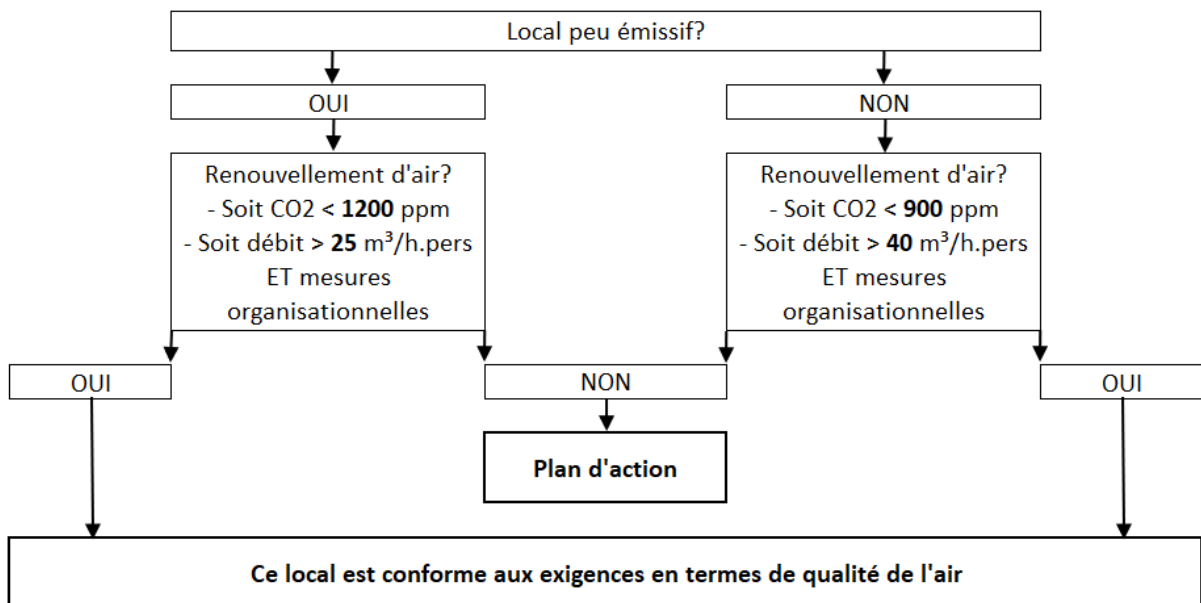 Local peu émissif?
OUI
NON
Renouvellement d'air?
- Soit CO2 < 1200 ppm
- Soit débit > 25 m³/h.pers
ET mesures
organisationnelles
Renouvellement d'air?
- Soit CO2 < 900 ppm
- Soit débit > 40 m³/h.pers
ET mesures
organisationnelles
OUI
NON
OUI
Plan d'action
Ce local est conforme aux exigences en termes de qualité de l'air